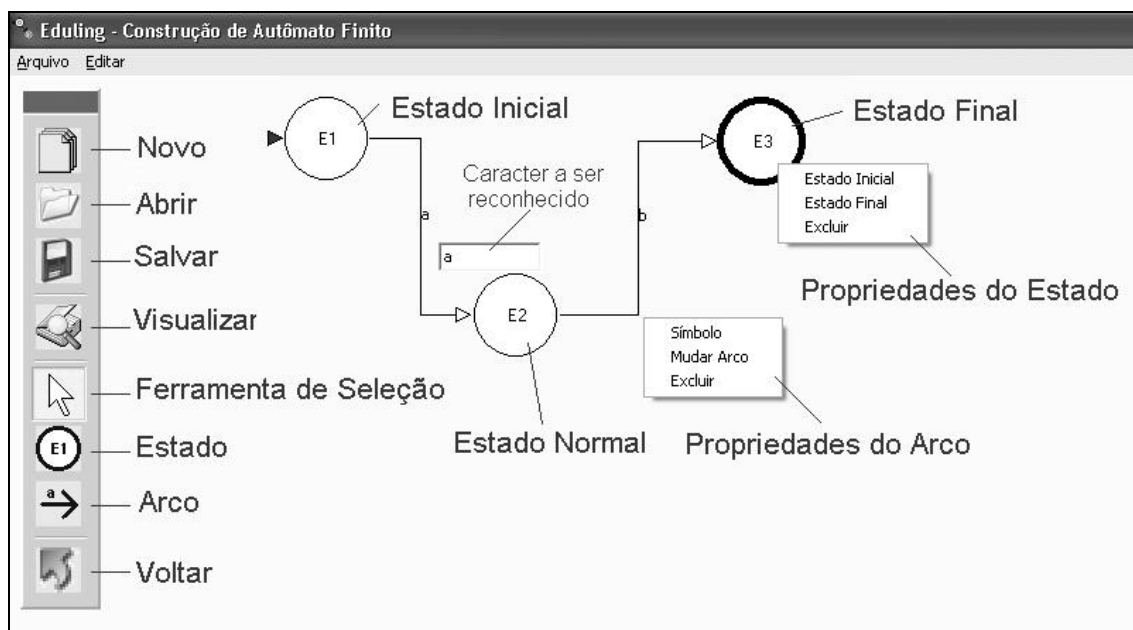 Eduling - Construção de Autômato Finito
Arquivo Editar
Novo
Abrir
Salvar
Visualizar
Ferramenta de Seleção
E1
Estado
a
Arco
Voltar
E1
Estado Inicial
a
Caracter a ser
reconhecido
a
E2
Estado Normal
b
E3
Estado Final
Estado Inicial
Estado Final
Excluir
Propriedades do Estado
Símbolo
Mudar Arco
Excluir
Propriedades do Arco